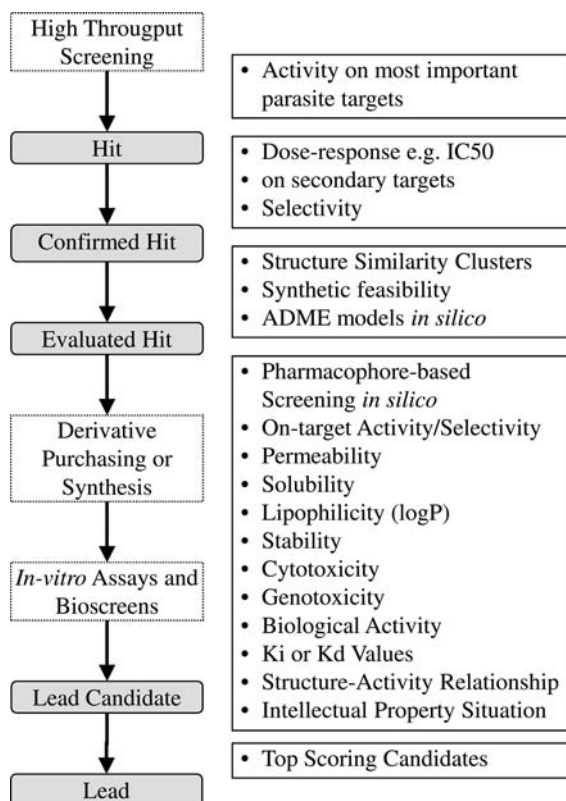 High Througput
Screening
Hit
Confirmed Hit
Evaluated Hit
Derivative
Purchasing or
Synthesis
In-vitro Assays and
Bioscreens
Lead Candidate
Lead
• Activity on most important
parasite targets
• Dose-response e.g. IC50
• on secondary targets
• Selectivity
• Structure Similarity Clusters
• Synthetic feasibility
• ADME models in silico
• Pharmacophore-based
Screening in silico
• On-target Activity/Selectivity
• Permeability
• Solubility
• Lipophilicity (logP)
• Stability
• Cytotoxicity
• Genotoxicity
• Biological Activity
• Ki or Kd Values
• Structure-Activity Relationship
• Intellectual Property Situation
• Top Scoring Candidates